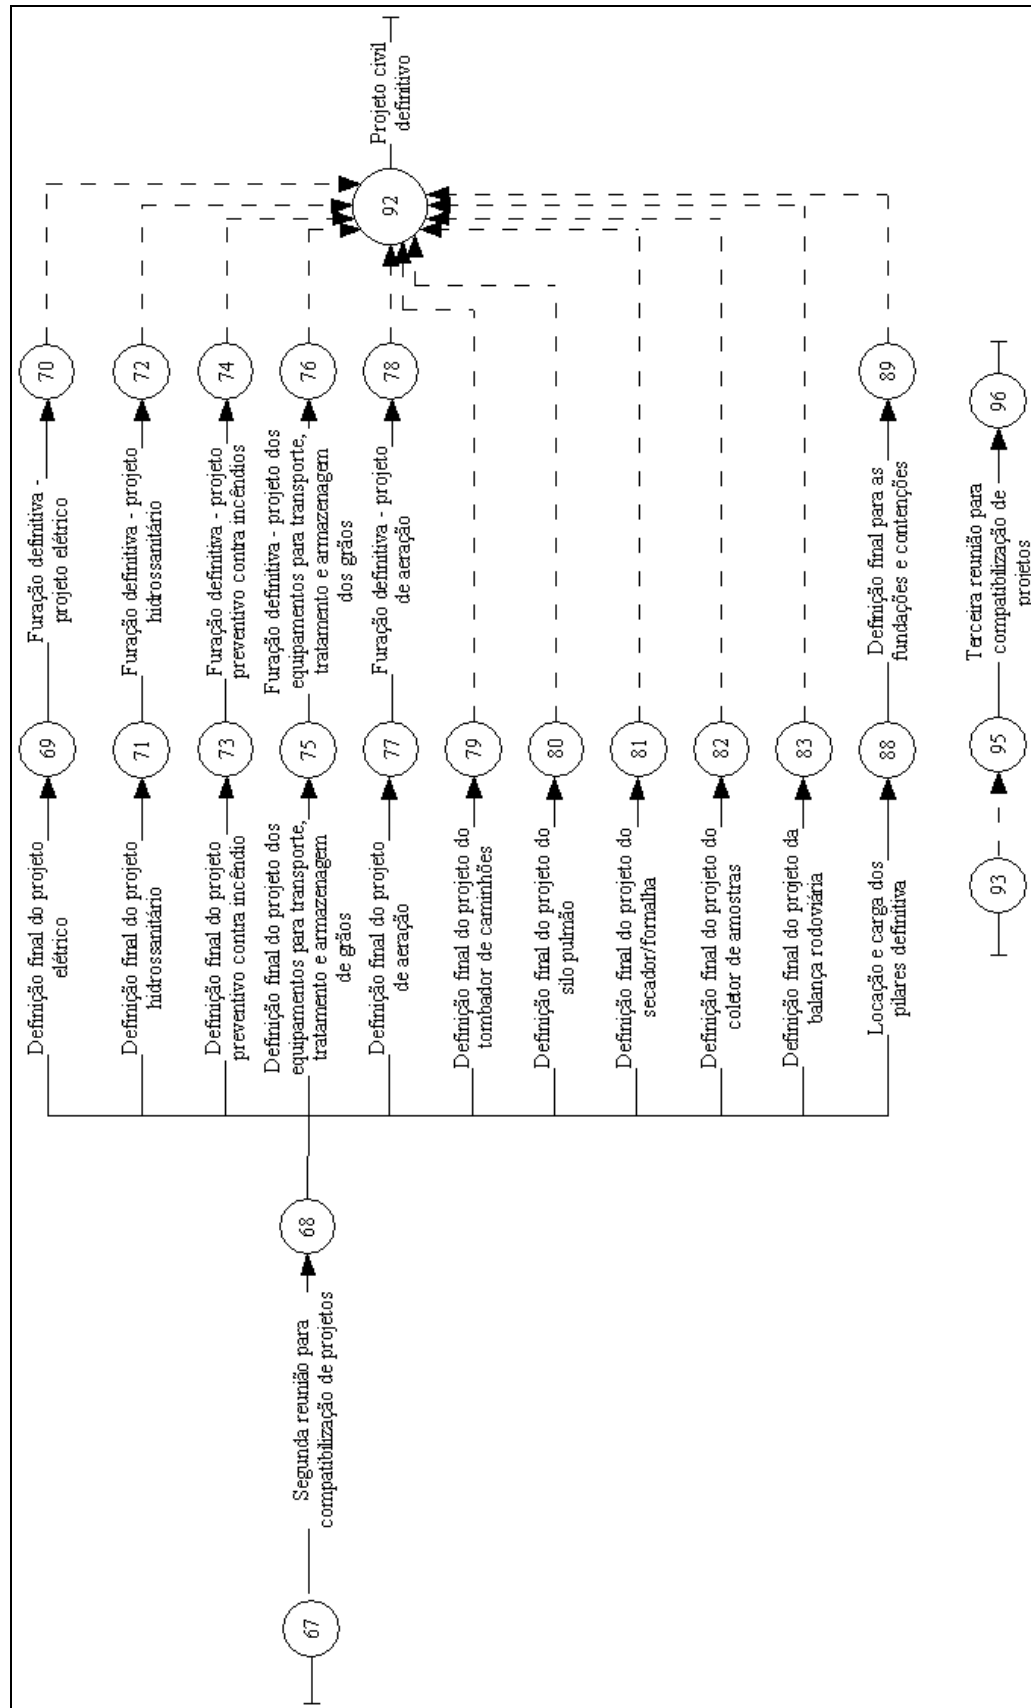 67
Segunda reunião para
compatibilização de projetos
68
Definição final do projeto
elétrico
69
Furação definitiva -
projeto elétrico
70
Definição final do projeto
hidrossanitário
71
Furação definitiva - projeto
hidrossanitário
72
Definição final do projeto
preventivo contra incêndio
73
Furação definitiva - projeto
preventivo contra incêndios
74
Definição final do projeto dos
equipamentos para transporte,
tratamento e armazenagem
de grãos
75
Furação definitiva - projeto dos
equipamentos para transporte,
tratamento e armazenagem
dos grãos
76
Definição final do projeto
de aeração
77
Furação definitiva - projeto
de aeração
78
Definição final do projeto do
tombador de caminhões
79
Definição final do projeto do
silo pulmão
80
Definição final do projeto do
secador/fornalha
81
Definição final do projeto do
coletor de amostras
82
Definição final do projeto da
balança rodoviária
83
Locação e carga dos
pilares definitiva
88
Definição final para as
fundações e contenções
89
92
Projeto civil
definitivo
93
95
Terceira reunião para
compatibilização de
projetos
96